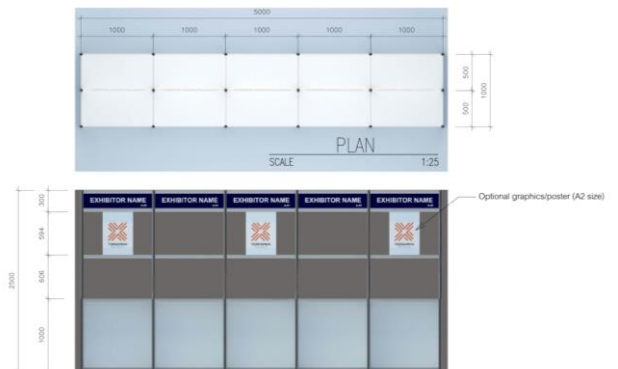 5000
1000 1000 1000 1000 1000
500
500
1000
PLAN
SCALE 1:25
EXHIBITOR NAME EXHIBITOR NAME EXHIBITOR NAME EXHIBITOR NAME EXHIBITOR NAME
Optional graphics/poster (A2 size)
300
594
606
1000
2500